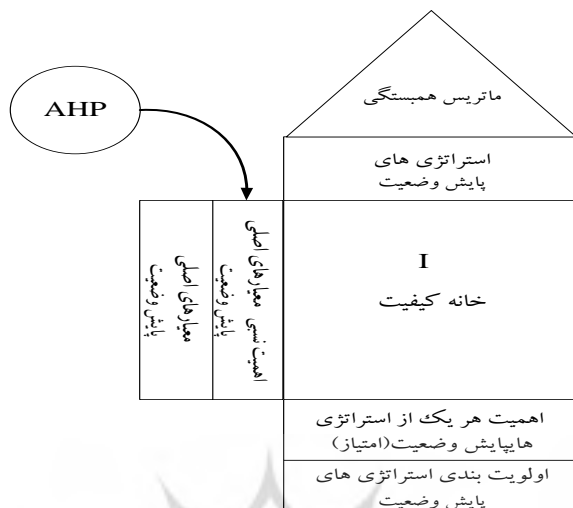 ماتریس همبستگی
AHP
استراتژی های
پایش وضعیت
معیارهای اصلی
پایش وضعیت
اهمیت نسبی معیارهای اصلی
پایش وضعیت
I
خانه کیفیت
اهمیت هر یک از استراتژی
هایپایش وضعیت(امتیاز)
اولویت بندی استراتژی های
پایش وضعیت